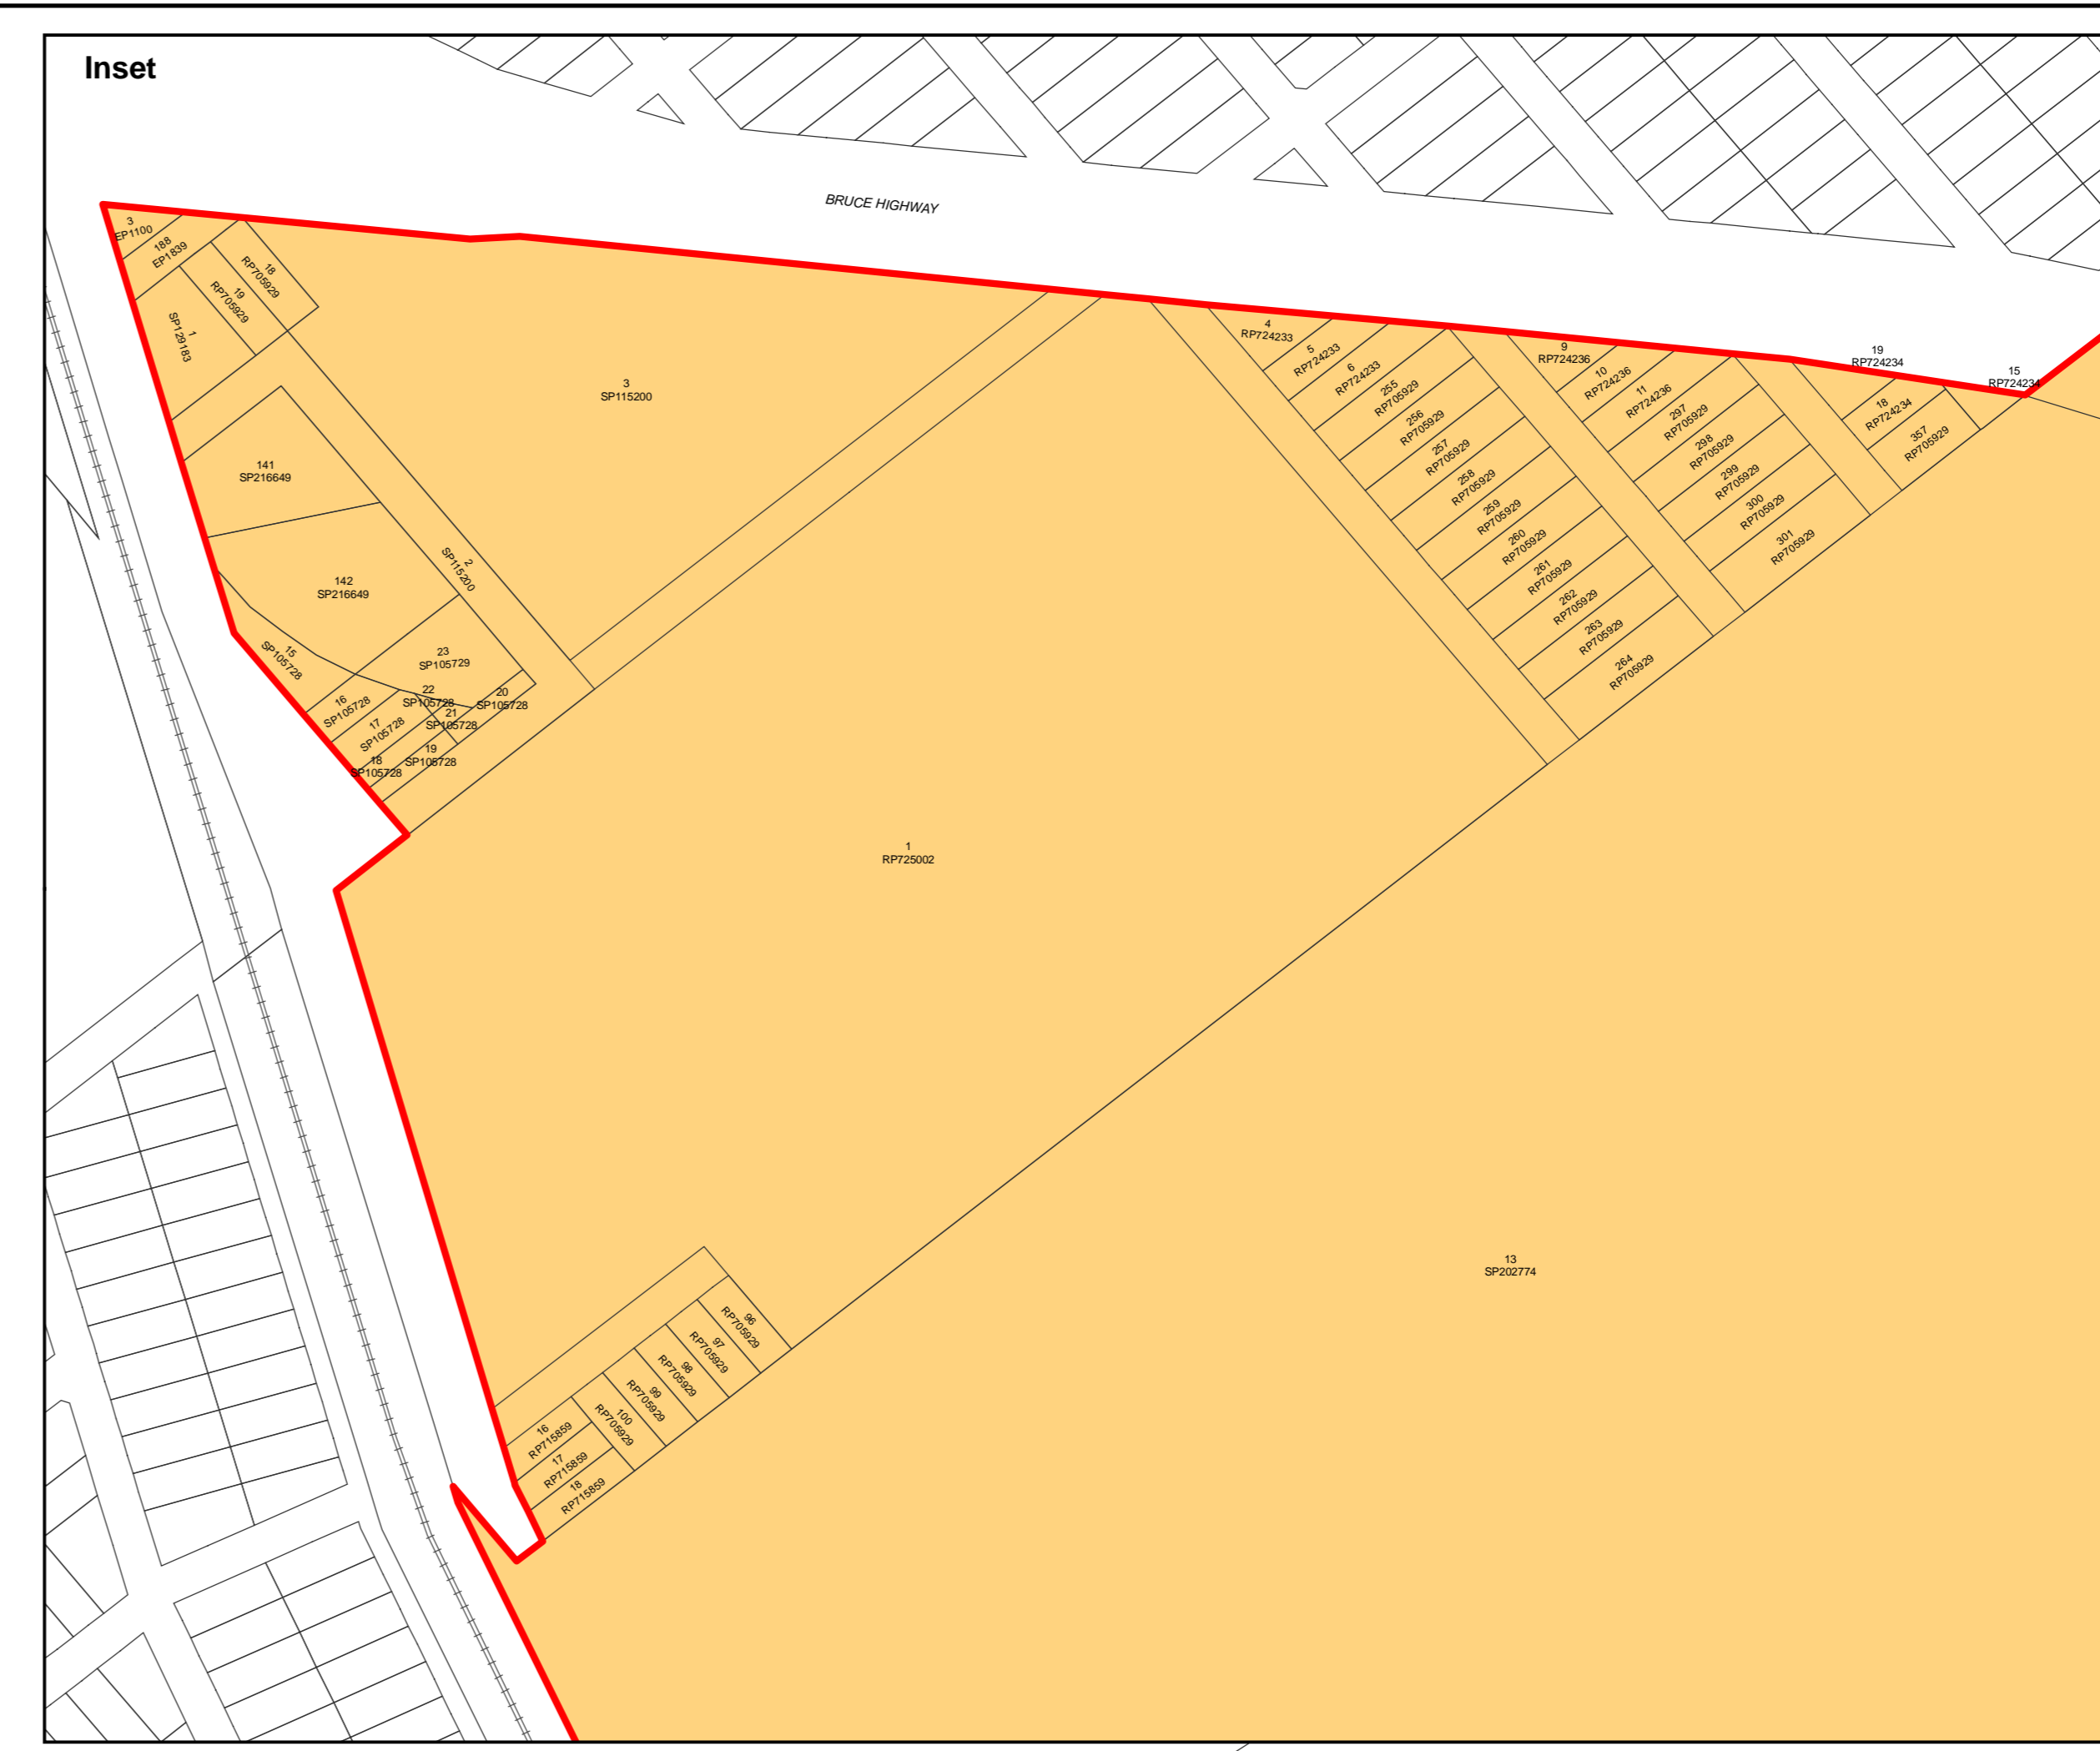 Inset
BRUCE HIGHWAY
3
EP1100
188
EP1839
18
RP705929
19
RP705929
1
SP129183
3
SP115200
141
SP216649
142
SP216649
2
SP115200
15
SP105728
23
SP105729
16
SP105728
17
SP105728
22
SP105728
20
SP105728
21
SP105728
18
SP105728
19
SP105728
4
RP724233
5
RP724233
6
RP724233
255
RP705929
256
RP705929
257
RP705929
258
RP705929
259
RP705929
260
RP705929
261
RP705929
262
RP705929
263
RP705929
264
RP705929
9
RP724236
10
RP724236
11
RP724236
297
RP705929
298
RP705929
299
RP705929
300
RP705929
301
RP705929
19
RP724234
15
RP724234
18
RP724234
357
RP705929
1
RP725002
13
SP202774
96
RP705929
97
RP705929
98
RP705929
99
RP705929
100
RP705929
16
RP715859
17
RP715859
18
RP715859